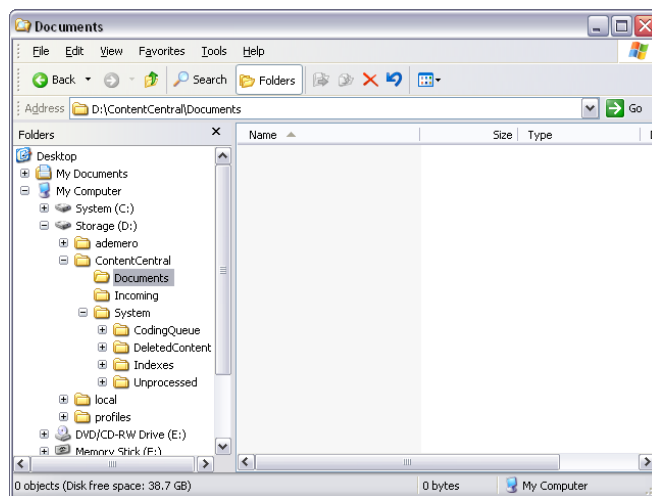 Documents
File Edit View Favorites Tools Help
Back Search Folders
Address D:\ContentCentral\Documents Go
Folders x Name Size Type
Desktop
My Documents
My Computer
System (C:)
Storage (D:)
ademero
ContentCentral
Documents
Incoming
System
CodingQueue
DeletedContent
Indexes
Unprocessed
local
profiles
DVD/CD-RW Drive (E:)
Memory Stick (F:)
0 objects (Disk free space: 38.7 GB) 0 bytes My Computer